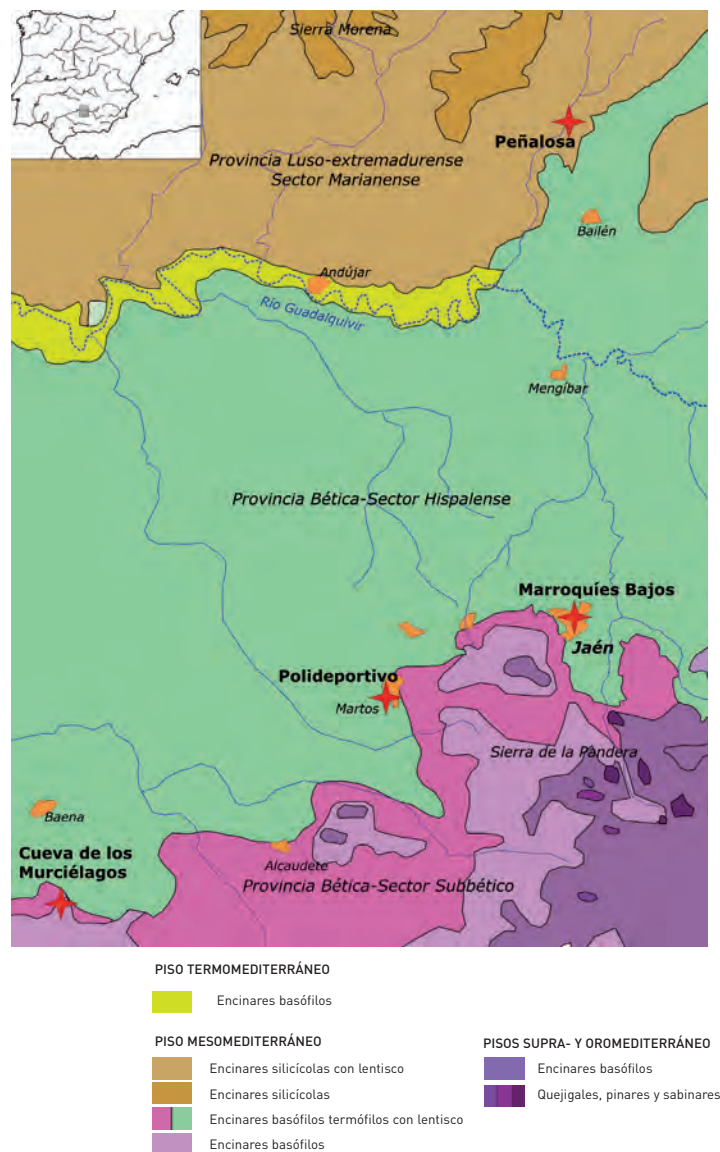 Sierra Morena
Peñalosa
Provincia Luso-extremadurense
Sector Marianense
Bailén
Andújar
Río Guadalquivir
Mengíbar
Provincia Bética-Sector Hispalense
Marroquíes Bajos
Jaén
Polideportivo
Martos
Sierra de la Pandera
Baena
Cueva de los
Murciélagos
Alcaudete
Provincia Bética-Sector Subbético
PISO TERMOMEDITERRÁNEO
Encinares basófilos
PISO MESOMEDITERRÁNEO
Encinares silicícolas con lentisco
Encinares silicícolas
Encinares basófilos termófilos con lentisco
Encinares basófilos
PISOS SUPRA- Y OROMEDITERRÁNEO
Encinares basófilos
Quejigales, pinares y sabinares